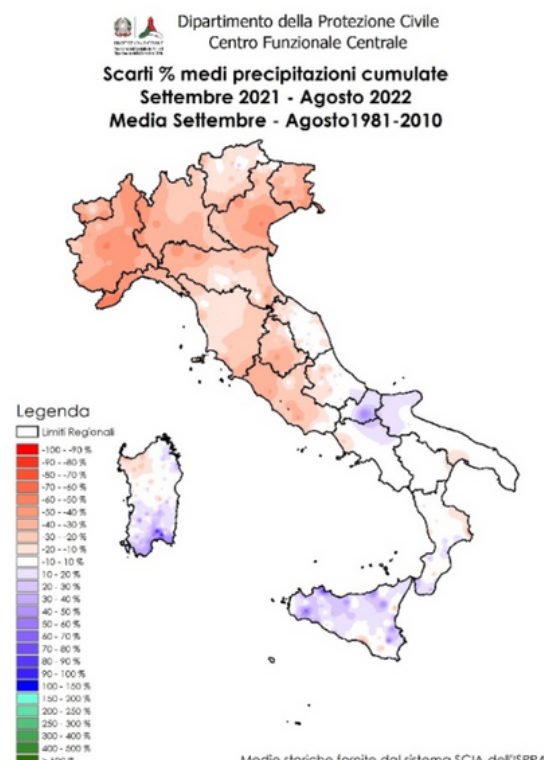 Dipartimento della Protezione Civile
Centro Funzionale Centrale
Scarti % medi precipitazioni cumulate
Settembre 2021 - Agosto 2022
Media Settembre - Agosto1981-2010
Legenda
Limiti Regionali
-100 - -90 %
-90 - -80 %
-80 - -70 %
-70 - -60 %
-60 - -50 %
-50 - -40 %
-40 - -30 %
-30 - -20 %
-20 - -10 %
-10 - 10 %
10 - 20 %
20 - 30 %
30 - 40 %
40 - 50 %
50 - 60 %
60 - 70 %
70 - 80 %
80 - 90 %
90 - 100 %
100 - 150 %
150 - 200 %
200 - 250 %
250 - 300 %
300 - 400 %
400 - 500 %
Medie storiche fornite dal sistema SCIA dell'ISPRA